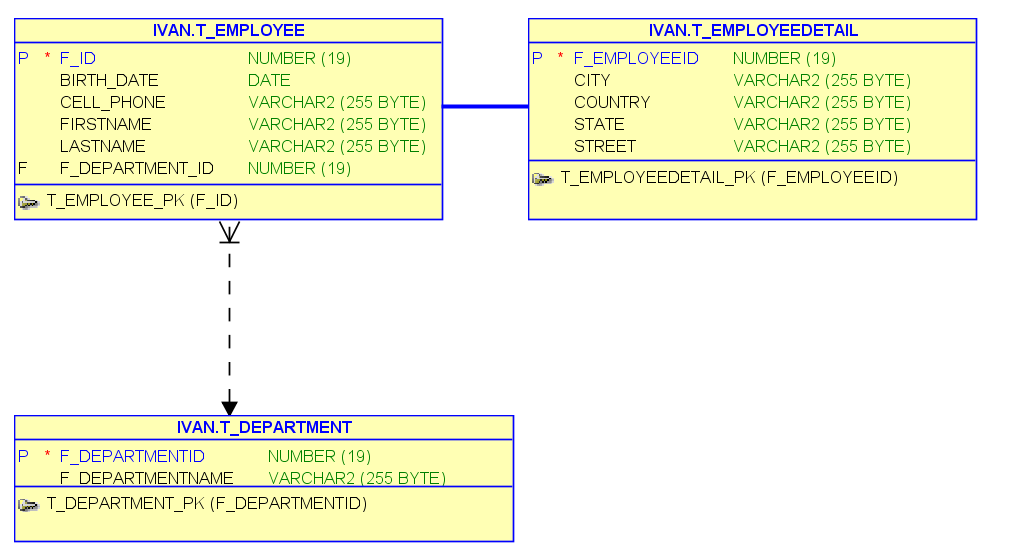 IVAN.T_EMPLOYEE
P * F_ID NUMBER (19)
BIRTH_DATE DATE
CELL_PHONE VARCHAR2 (255 BYTE)
FIRSTNAME VARCHAR2 (255 BYTE)
LASTNAME VARCHAR2 (255 BYTE)
F F_DEPARTMENT_ID NUMBER (19)
T_EMPLOYEE_PK (F_ID)
IVAN.T_EMPLOYEEDETAIL
P * F_EMPLOYEEID NUMBER (19)
CITY VARCHAR2 (255 BYTE)
COUNTRY VARCHAR2 (255 BYTE)
STATE VARCHAR2 (255 BYTE)
STREET VARCHAR2 (255 BYTE)
T_EMPLOYEEDETAIL_PK (F_EMPLOYEEID)
IVAN.T_DEPARTMENT
P * F_DEPARTMENTID NUMBER (19)
F_DEPARTMENTNAME VARCHAR2 (255 BYTE)
T_DEPARTMENT_PK (F_DEPARTMENTID)